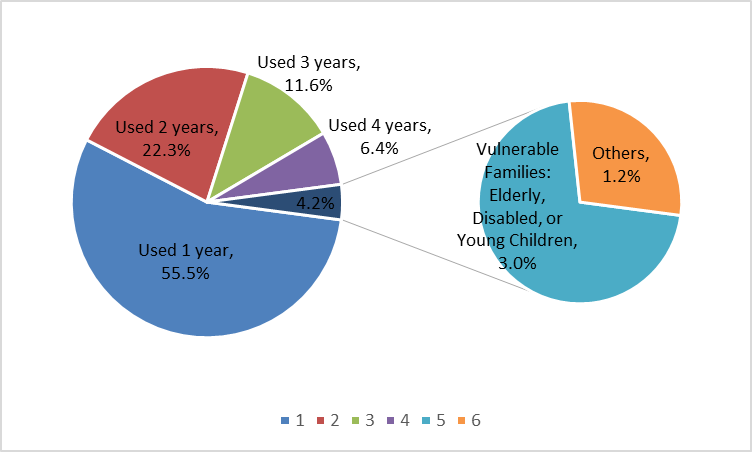 Used 3 years,
11.6%
Used 2 years,
22.3%
Used 4 years,
6.4%
4.2%
Used 1 year,
55.5%
Vulnerable
Families:
Elderly,
Disabled, or
Young Children,
3.0%
Others,
1.2%
1 2 3 4 5 6